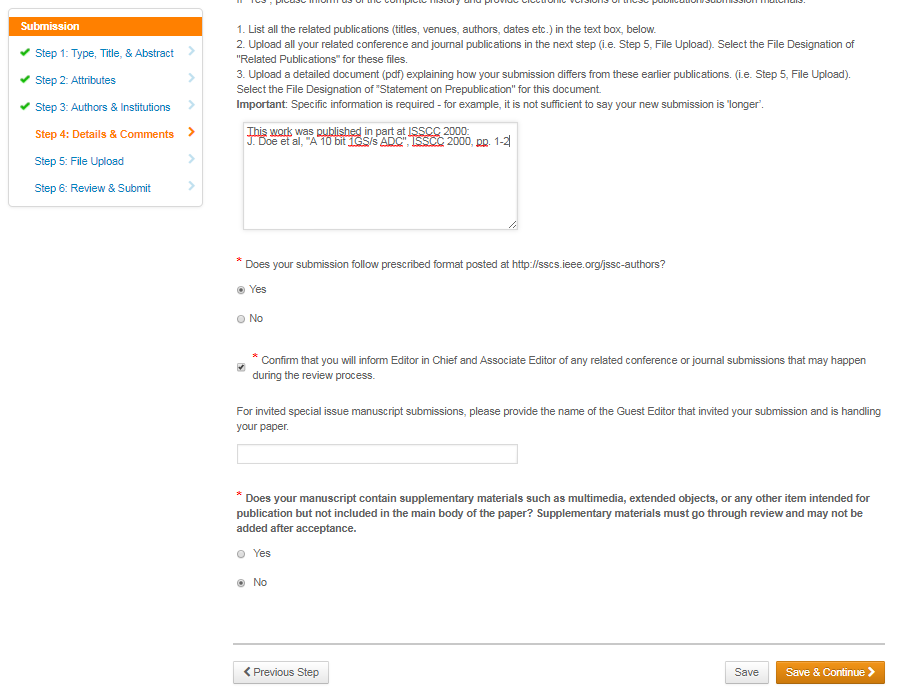 Submission
Step 1: Type, Title, & Abstract
Step 2: Attributes
Step 3: Authors & Institutions
Step 4: Details & Comments
Step 5: File Upload
Step 6: Review & Submit
If "Yes", please inform us of the complete history and provide electronic versions of these publication/submission materials.
1. List all the related publications (titles, venues, authors, dates etc.) in the text box, below.
2. Upload all your related conference and journal publications in the next step (i.e. Step 5, File Upload). Select the File Designation of
"Related Publications" for these files.
3. Upload a detailed document (pdf) explaining how your submission differs from these earlier publications. (i.e. Step 5, File Upload).
Select the File Designation of "Statement on Prepublication" for this document.
Important: Specific information is required - for example, it is not sufficient to say your new submission is 'longer'.
This work was published in part at ISSCC 2000:
J. Doe et al, "A 10 bit 1GS/s ADC", ISSCC 2000, pp. 1-2
* Does your submission follow prescribed format posted at http://sscs.ieee.org/jssc-authors?
Yes
No
* Confirm that you will inform Editor in Chief and Associate Editor of any related conference or journal submissions that may happen
during the review process.
For invited special issue manuscript submissions, please provide the name of the Guest Editor that invited your submission and is handling
your paper.
* Does your manuscript contain supplementary materials such as multimedia, extended objects, or any other item intended for
publication but not included in the main body of the paper? Supplementary materials must go through review and may not be
added after acceptance.
Yes
No
Previous Step
Save
Save & Continue